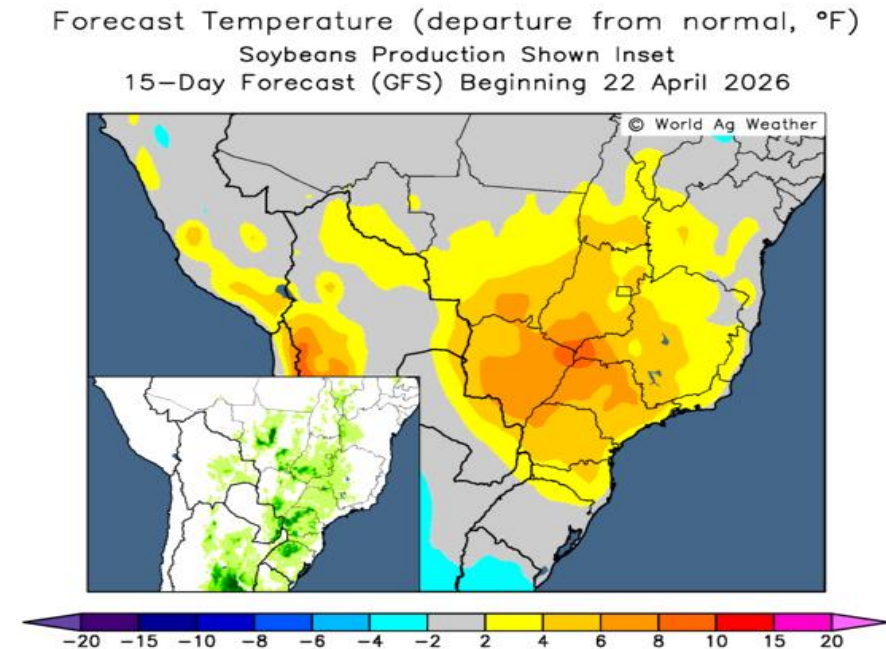 Forecast Temperature (departure from normal, °F)
Soybeans Production Shown Inset
15-Day Forecast (GFS) Beginning 22 April 2026
© World Ag Weather
-20 -15 -10 -8 -6 -4 -2 2 4 6 8 10 15 20